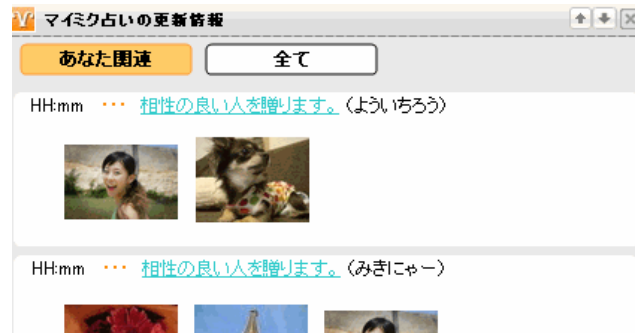 マイミク占いの更新情報
あなた関連 全て
HH:mm ・・・ 相性の良い人を贈ります。(よういちろう)
HH:mm ・・・ 相性の良い人を贈ります。(みきにゃー)